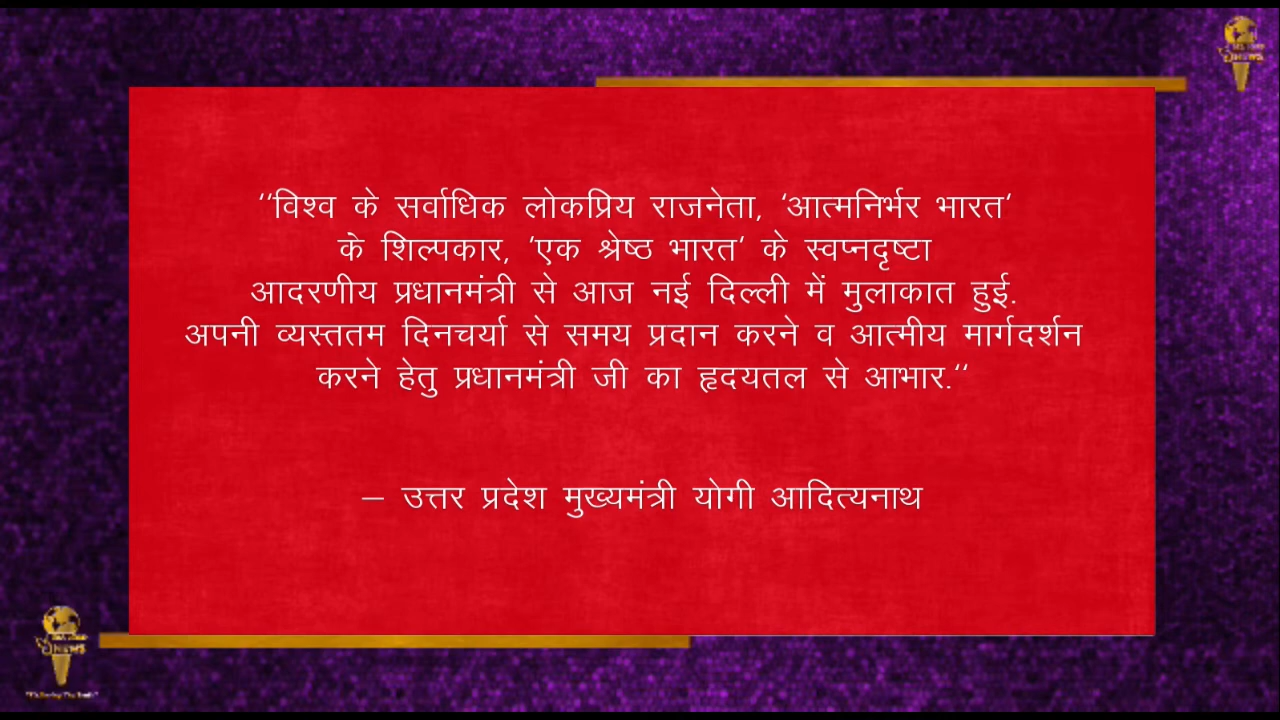 ‘‘विश्व के सर्वाधिक लोकप्रिय राजनेता, ‘आत्मनिर्भर भारत‘
के शिल्पकार, ‘एक श्रेष्ठ भारत‘ के स्वप्नदृष्टा
आदरणीय प्रधानमंत्री से आज नई दिल्ली में मुलाकात हुई.
अपनी व्यस्ततम दिनचर्या से समय प्रदान करने व आत्मीय मार्गदर्शन
करने हेतु प्रधानमंत्री जी का हृदयतल से आभार.‘‘
– उत्तर प्रदेश मुख्यमंत्री योगी आदित्यनाथ